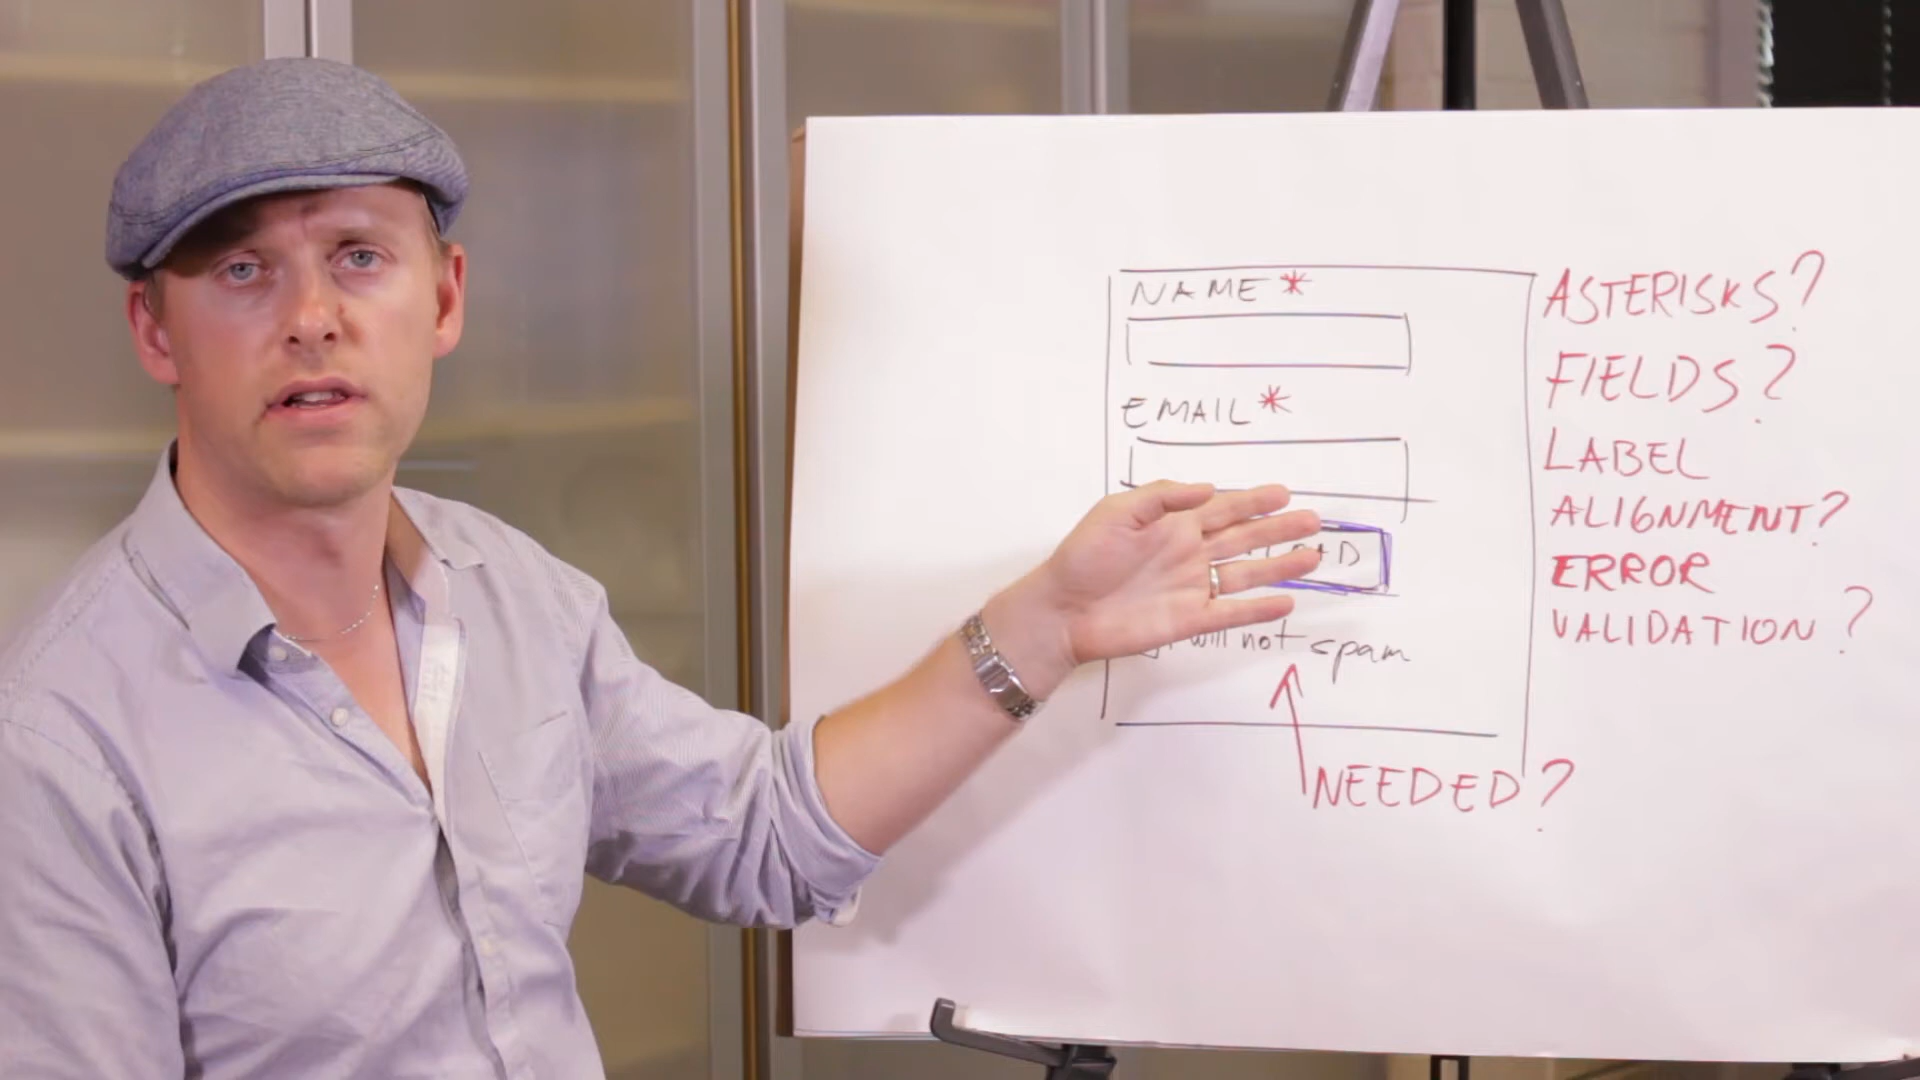 NAME*
EMAIL*
will not spam
NEEDED?
ASTERISKS?
FIELDS?
LABEL
ALIGNMENT?
ERROR
VALIDATION?